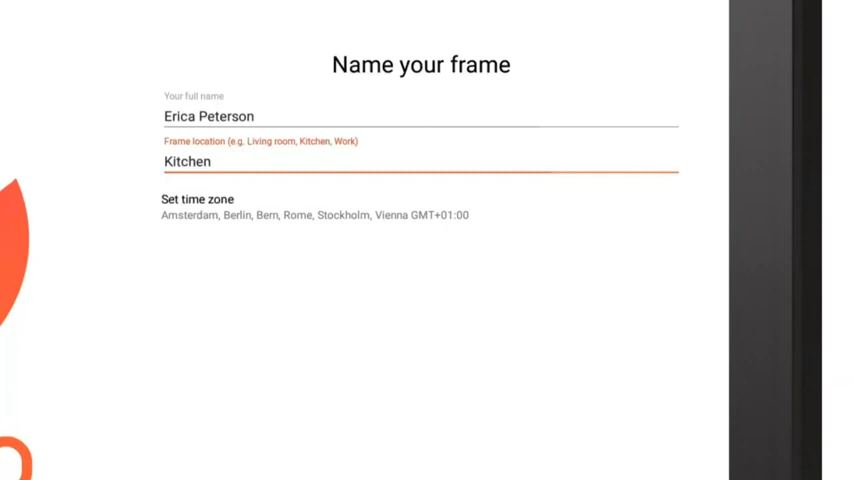 Name your frame
Your full name
Erica Peterson
Frame location (e.g. Living room, Kitchen, Work)
Kitchen
Set time zone
Amsterdam, Berlin, Bern, Rome, Stockholm, Vienna GMT+01:00